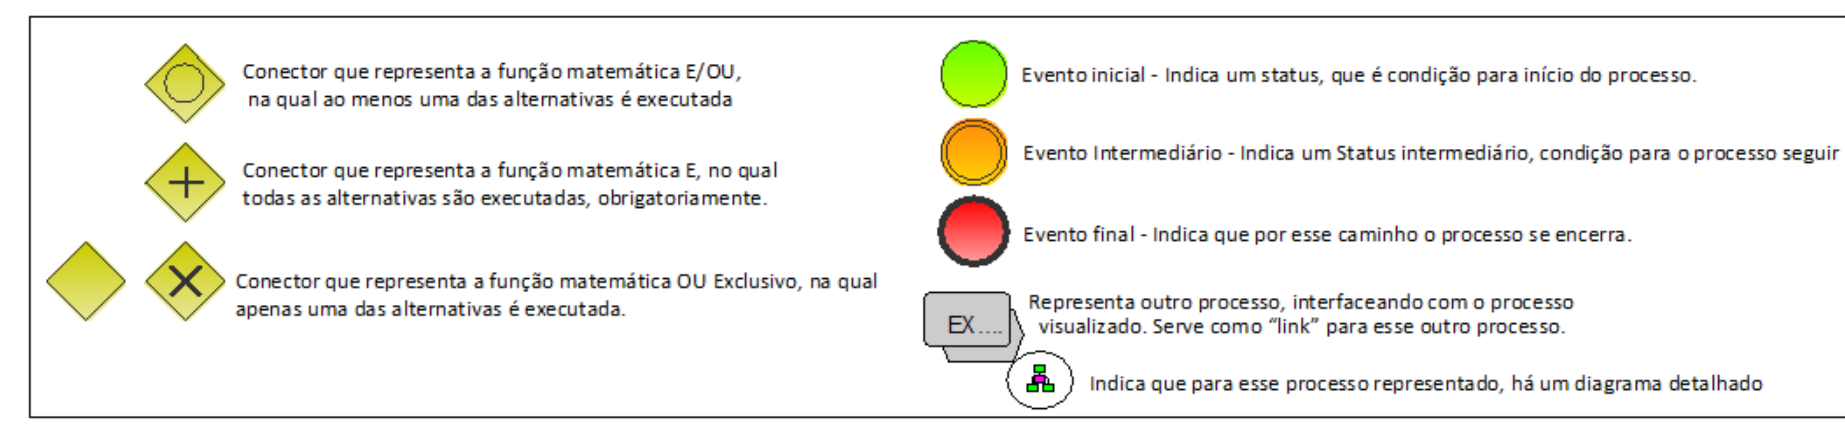 Conector que representa a função matemática E/OU,
na qual ao menos uma das alternativas é executada
Conector que representa a função matemática E, no qual
todas as alternativas são executadas, obrigatoriamente.
Conector que representa a função matemática OU Exclusivo, na qual
apenas uma das alternativas é executada.
Evento inicial - Indica um status, que é condição para início do processo.
Evento Intermediário - Indica um Status intermediário, condição para o processo seguir
Evento final - Indica que por esse caminho o processo se encerra.
EX....
Representa outro processo, interfaceando com o processo
visualizado. Serve como “link” para esse outro processo.
Indica que para esse processo representado, há um diagrama detalhado